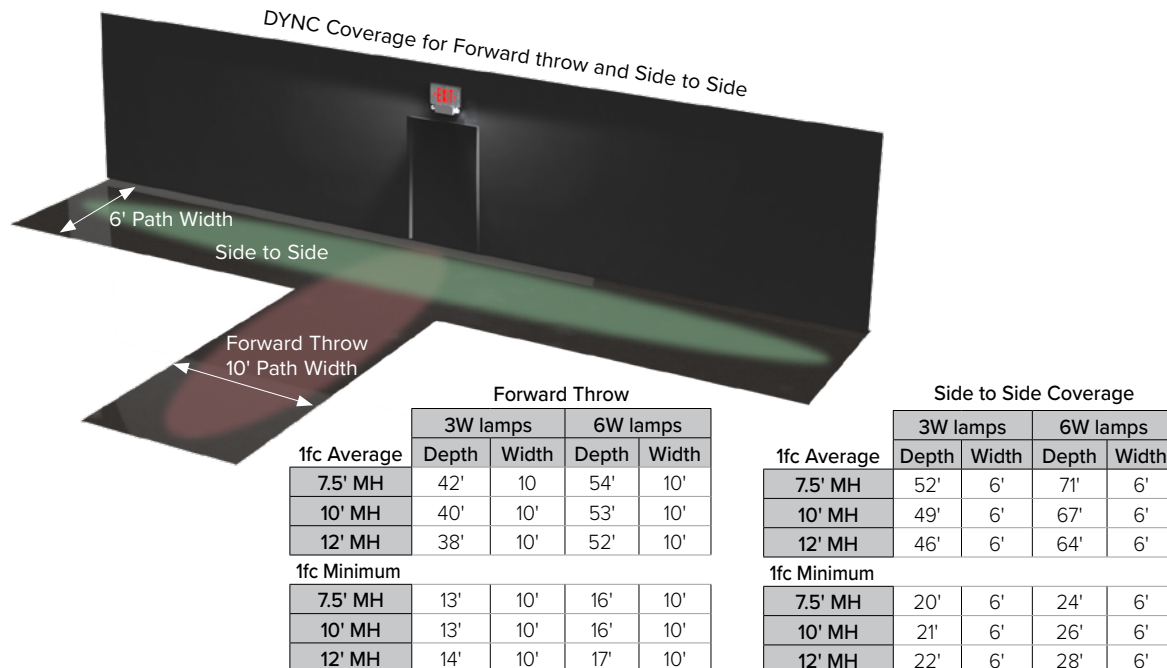 DYNC Coverage for Forward throw and Side to Side
EXIT
6' Path Width
Side to Side
Forward Throw
10' Path Width
Forward Throw
3W lamps 6W lamps
1fc Average Depth Width Depth Width
7.5' MH 42' 10 54' 10'
10' MH 40' 10' 53' 10'
12' MH 38' 10' 52' 10'
1fc Minimum
7.5' MH 13' 10' 16' 10'
10' MH 13' 10' 16' 10'
12' MH 14' 10' 17' 10'
Side to Side Coverage
3W lamps 6W lamps
1fc Average Depth Width Depth Width
7.5' MH 52' 6' 71' 6'
10' MH 49' 6' 67' 6'
12' MH 46' 6' 64' 6'
1fc Minimum
7.5' MH 20' 6' 24' 6'
10' MH 21' 6' 26' 6'
12' MH 22' 6' 28' 6'